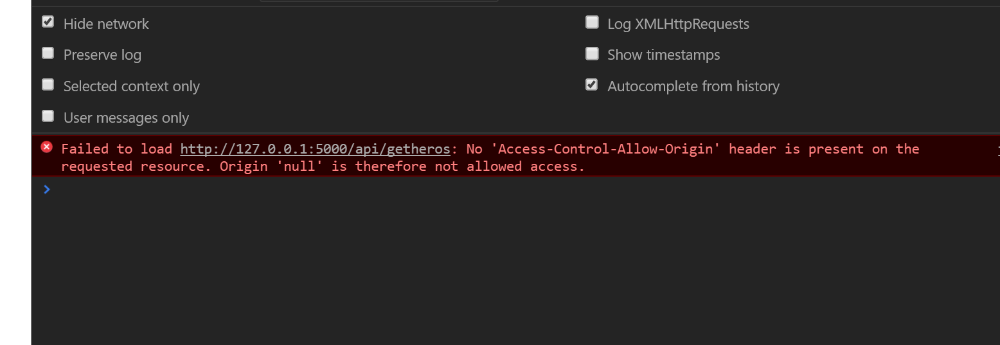 Hide network
Log XMLHttpRequests
Preserve log
Show timestamps
Selected context only
Autocomplete from history
User messages only
Failed to load http://127.0.0.1:5000/api/getheros: No 'Access-Control-Allow-Origin' header is present on the
requested resource. Origin 'null' is therefore not allowed access.